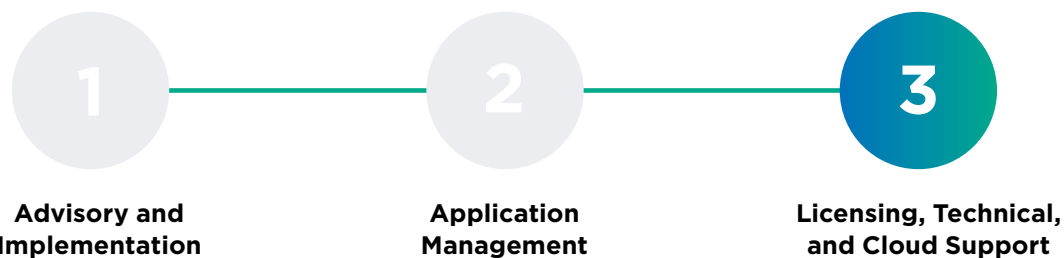 1
2
3
Advisory and
Implementation
Application
Management
Licensing, Technical,
and Cloud Support